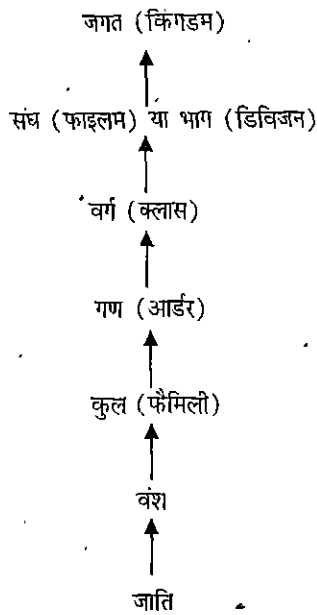 जगत (किंगडम)
संघ (फाइलम) या भाग (डिविजन)
वर्ग (क्लास)
गण (आर्डर)
कुल (फैमिली)
वंश
जाति